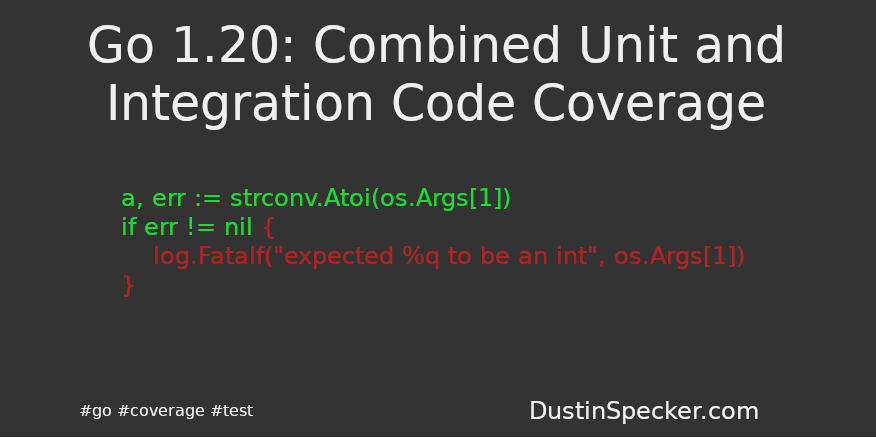 Go 1.20: Combined Unit and
Integration Code Coverage
a, err := strconv.Atoi(os.Args[1])
if err != nil {
    log.Fatalf("expected %q to be an int", os.Args[1])
}
#go #coverage #test
DustinSpecker.com